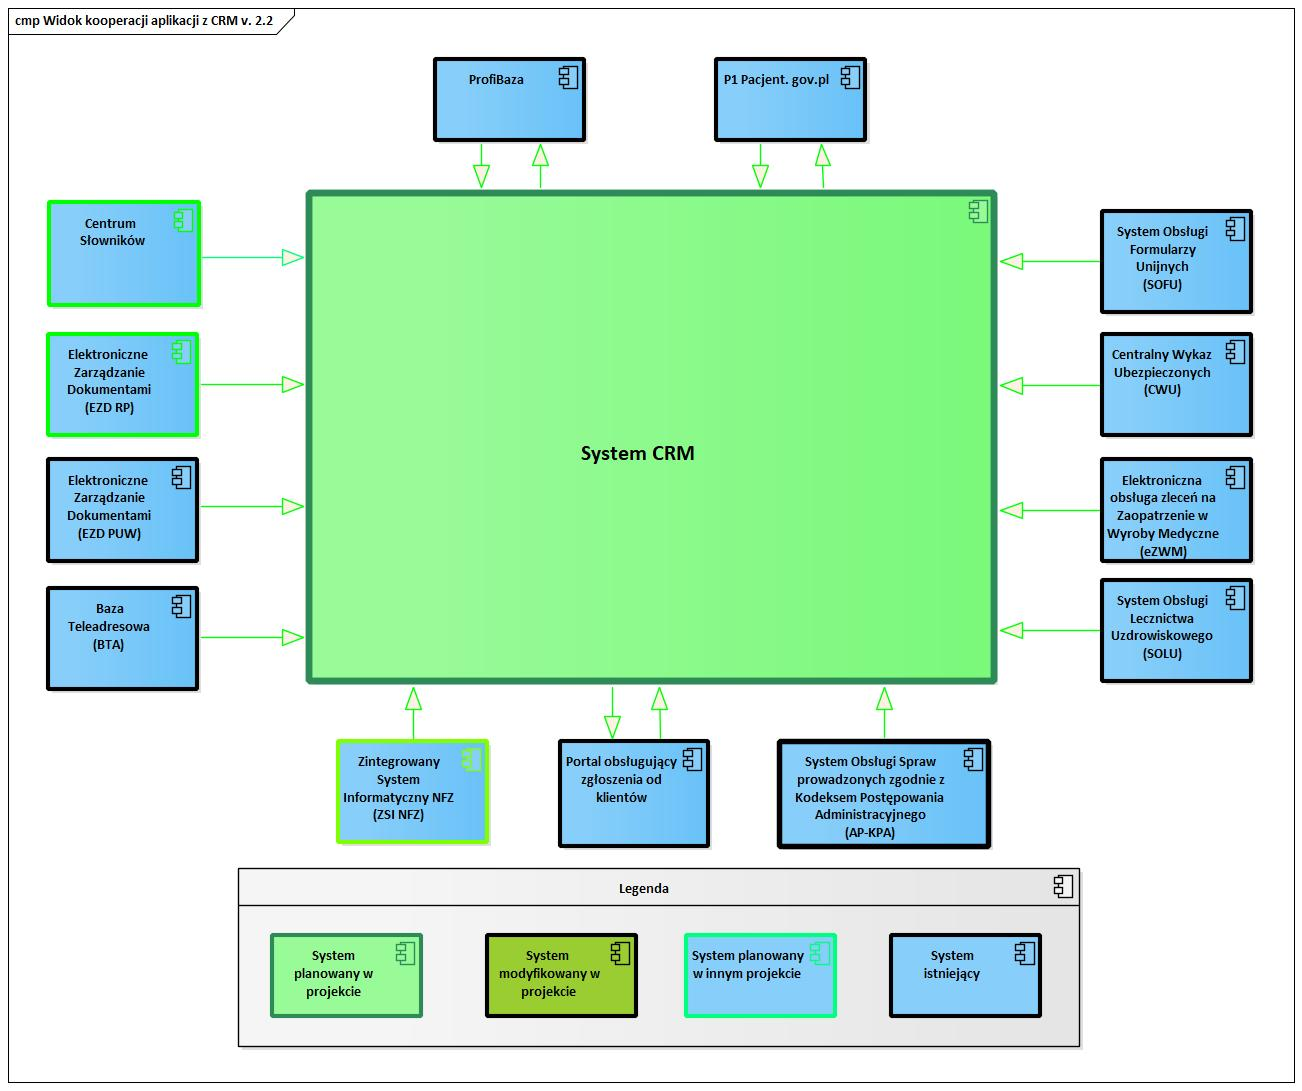 cmp Widok kooperacji aplikacji z CRM v. 2.2
ProfiBaza
P1 Pacjent. gov.pl
Centrum
Słowników
Elektroniczne
Zarządzanie
Dokumentami
(EZD RP)
Elektroniczne
Zarządzanie
Dokumentami
(EZD PUW)
Baza
Teleadresowa
(BTA)
System CRM
System Obsługi
Formularzy
Unijnych
(SOFU)
Centralny Wykaz
Ubezpieczonych
(CWU)
Elektroniczna
obsługa zleceń na
Zaopatrzenie w
Wyroby Medyczne
(eZWM)
System Obsługi
Lecznictwa
Uzdrowiskowego
(SOLU)
Zintegrowany
System
Informatyczny NFZ
(ZSI NFZ)
Portal obsługujący
zgłoszenia od
klientów
System Obsługi Spraw
prowadzonych zgodnie z
Kodeksem Postępowania
Administracyjnego
(AP-KPA)
Legenda
System
planowany w
projekcie
System
modyfikowany w
projekcie
System planowany
w innym projekcie
System
istniejący